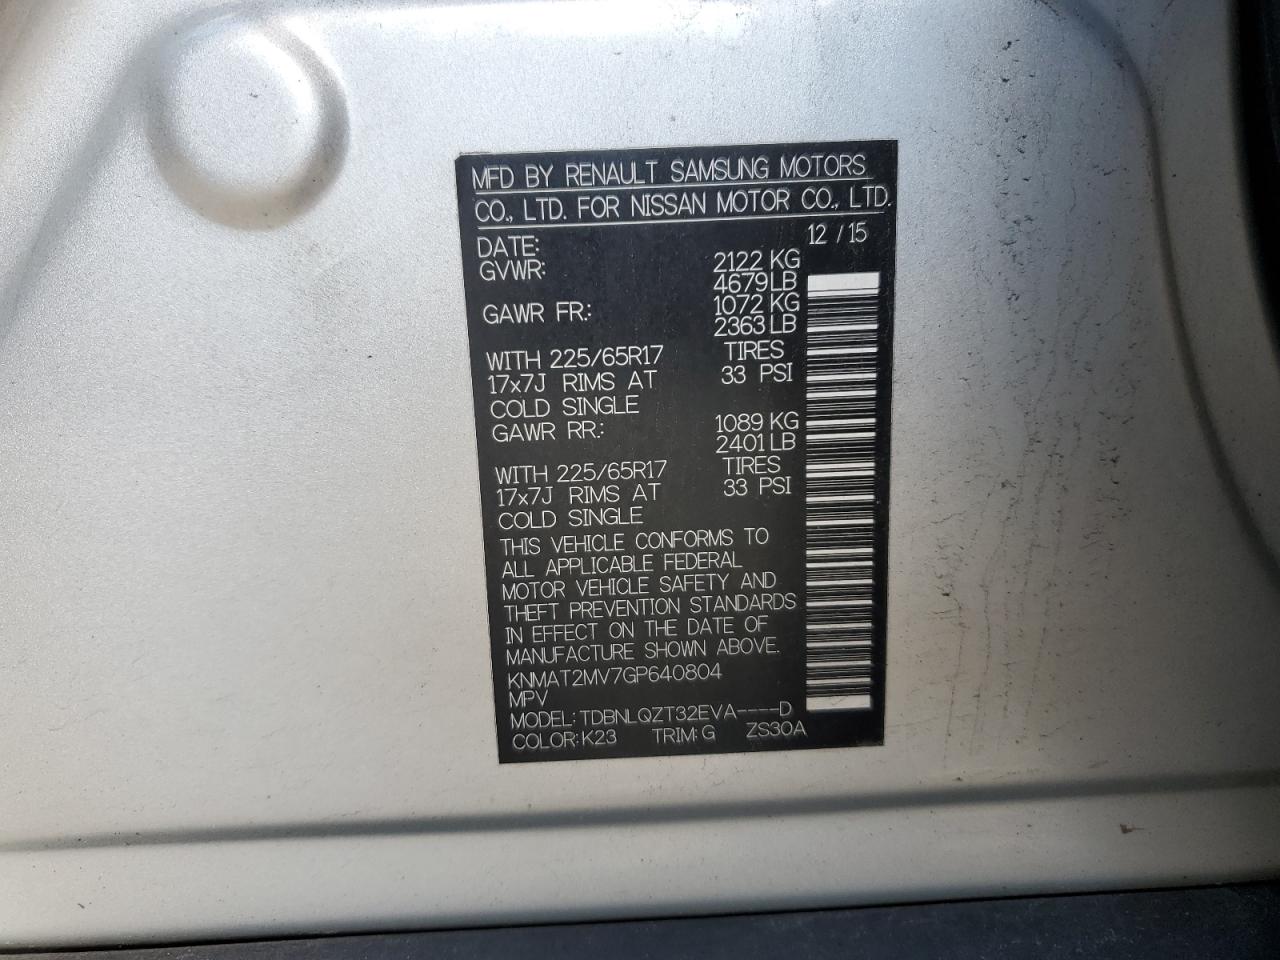 MFD BY RENAULT SAMSUNG MOTORS
CO., LTD. FOR NISSAN MOTOR CO., LTD.
DATE: 12 / 15
GVWR: 2122 KG
4679 LB
GAWR FR.: 1072 KG
2363 LB
WITH 225/65R17 TIRES
17x7J RIMS AT 33 PSI
COLD SINGLE
GAWR RR.: 1089 KG
2401 LB
WITH 225/65R17 TIRES
17x7J RIMS AT 33 PSI
COLD SINGLE
THIS VEHICLE CONFORMS TO
ALL APPLICABLE FEDERAL
MOTOR VEHICLE SAFETY AND
THEFT PREVENTION STANDARDS
IN EFFECT ON THE DATE OF
MANUFACTURE SHOWN ABOVE.
KNMAT2MV7GP640804
MPV
MODEL: TDBNLQZT32EVA----D
COLOR: K23 TRIM: G ZS30A